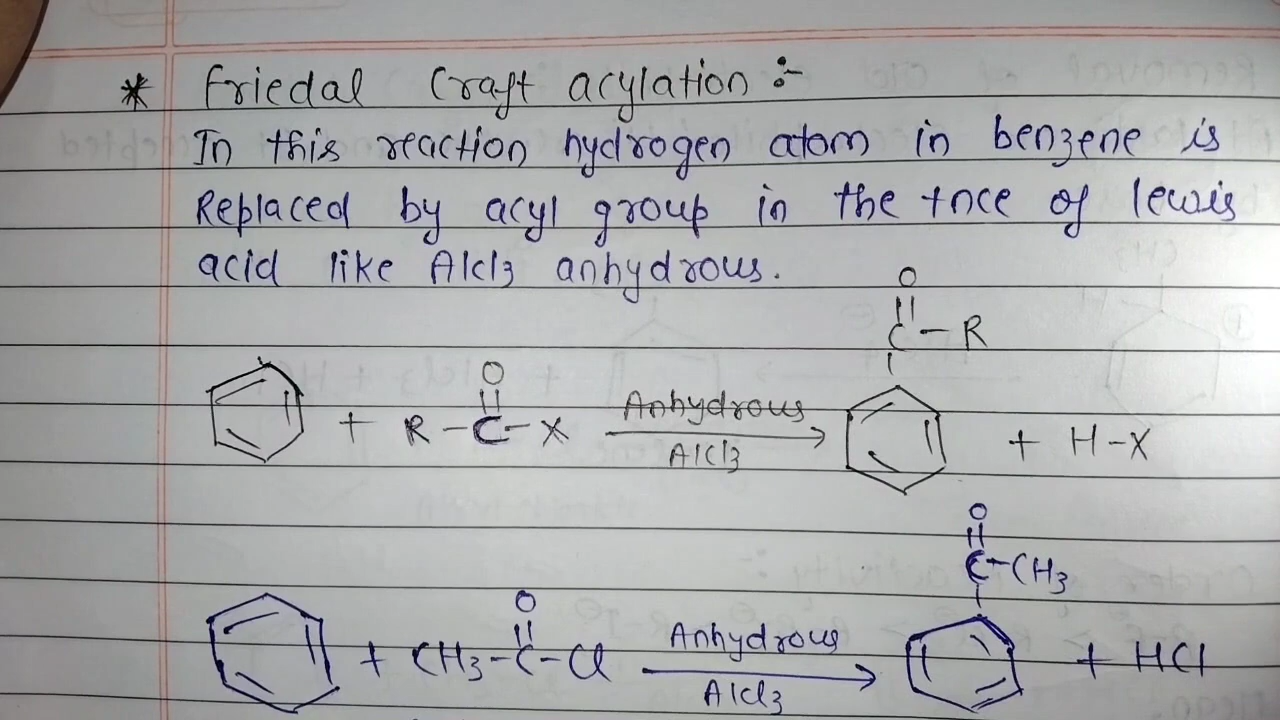 * Friedal Craft acylation :-
In this reaction hydrogen atom in benzene is
Replaced by acyl group in the +nce of lewis
acid like AlCl3 anhydrous.
O
C-R
+ R-C-X Anhydrous AlCl3 + H-X
O
O
C-CH3
O
+ CH3-C-Cl Anhydrous AlCl3 + HCl